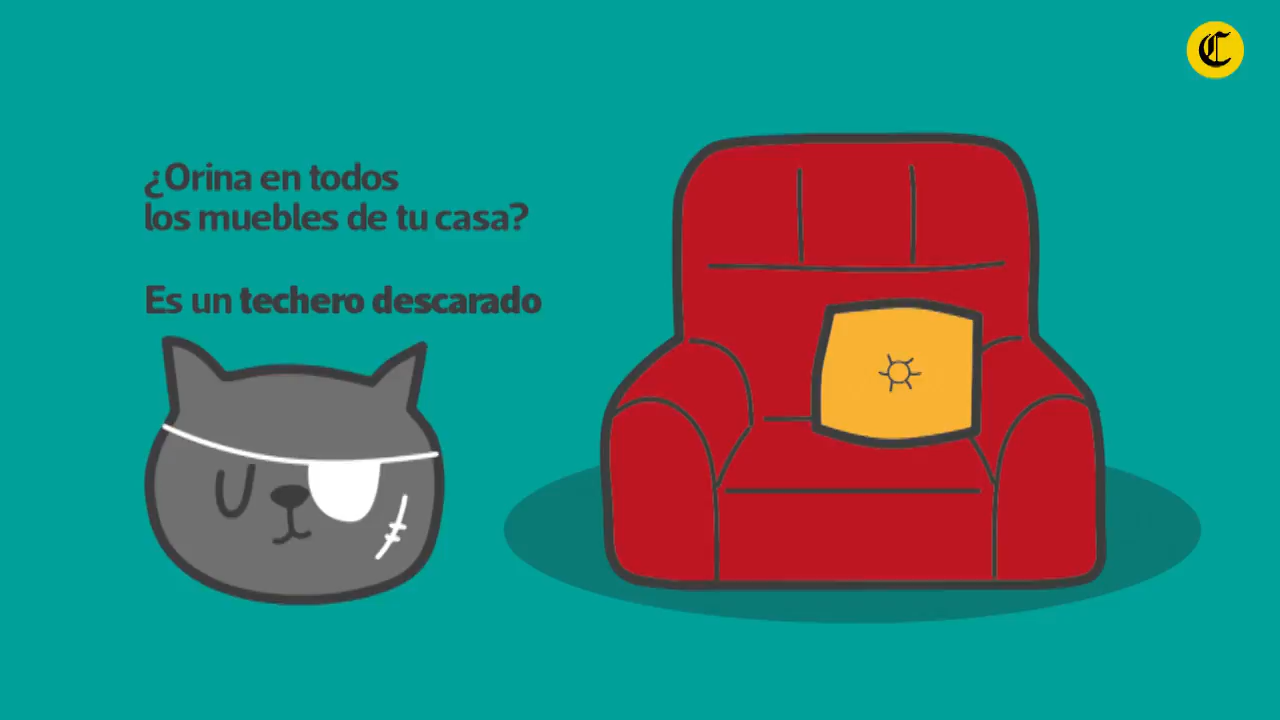 ¿Orina en todos
los muebles de tu casa?
Es un techero descarado
C